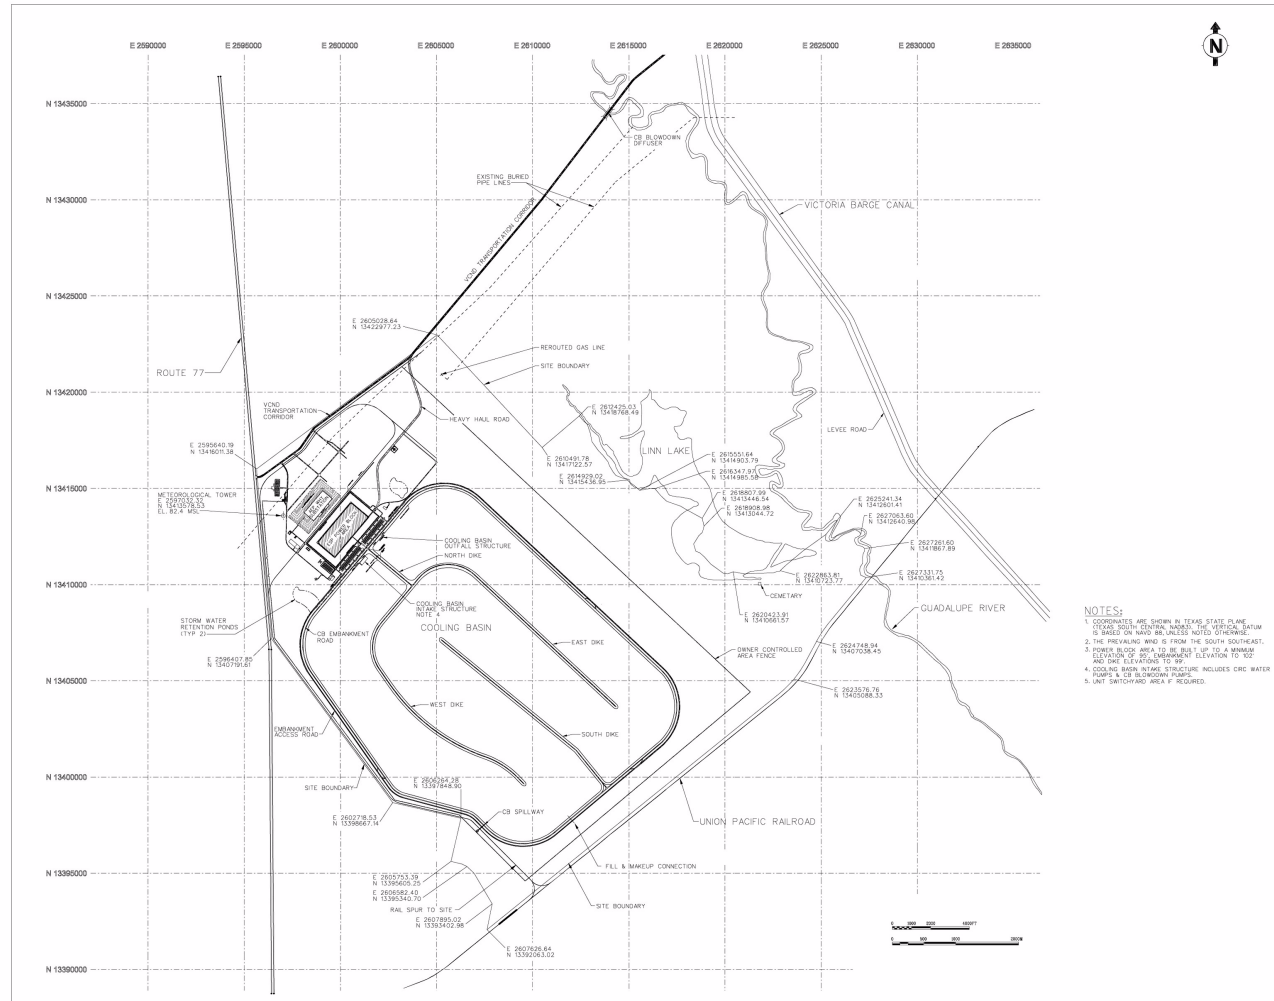 N
E 2590000
E 2595000
E 2600000
E 2605000
E 2610000
E 2615000
E 2620000
E 2625000
E 2630000
E 2635000
N 13435000
CB BLOWDOWN
DIFFUSER
EXISTING BURIED
PIPE LINES
N 13430000
VICTORIA BARGE CANAL
VCND TRANSPORTATION CORRIDOR
N 13425000
E 2605028.64
N 13422977.23
REROUTED GAS LINE
SITE BOUNDARY
ROUTE 77
N 13420000
VCND
TRANSPORTATION
CORRIDOR
HEAVY HAUL ROAD
E 2612425.03
N 13418768.49
LEVEE ROAD
LINN LAKE
E 2595640.19
N 13416011.38
E 2610491.78
N 13417122.57
E 2615551.64
N 13414903.79
E 2614929.02
N 13415436.95
E 2616347.97
N 13414985.58
N 13415000
METEOROLOGICAL TOWER
E 2597032.32
N 13413578.53
EL. 82.4 MSL
E 2618807.99
N 13413446.54
E 2618908.98
N 13413044.72
E 2625241.34
N 13412601.41
E 2627063.60
N 13412640.98
POWER BLOCK
AREA
COOLING BASIN
OUTFALL STRUCTURE
NORTH DIKE
E 2627261.60
N 13411867.89
N 13410000
E 2622863.81
N 13410723.77
E 2627331.75
N 13410361.42
CEMETARY
COOLING BASIN
INTAKE STRUCTURE
NOTE 4
COOLING BASIN
E 2620423.91
N 13410661.57
GUADALUPE RIVER
STORM WATER
RETENTION PONDS
(TYP 2)
CB EMBANKMENT
ROAD
EAST DIKE
E 2596407.85
N 13407191.61
OWNER CONTROLLED
AREA FENCE
E 2624748.94
N 13407038.45
N 13405000
E 2623576.76
N 13405088.33
WEST DIKE
EMBANKMENT
ACCESS ROAD
SOUTH DIKE
N 13400000
SITE BOUNDARY
E 2606264.28
N 13397848.90
E 2602718.53
N 13398667.14
CB SPILLWAY
UNION PACIFIC RAILROAD
FILL & MAKEUP CONNECTION
N 13395000
E 2605753.39
N 13395605.25
E 2606582.40
N 13395340.70
RAIL SPUR TO SITE
SITE BOUNDARY
E 2607895.02
N 13393402.98
E 2607626.64
N 13392063.02
N 13390000
NOTES:
1. COORDINATES ARE SHOWN IN TEXAS STATE PLANE
(TEXAS SOUTH CENTRAL NAD83). THE VERTICAL DATUM
IS BASED ON NAVD 88, UNLESS NOTED OTHERWISE.
2. THE PREVAILING WIND IS FROM THE SOUTH SOUTHEAST.
3. POWER BLOCK AREA TO BE BUILT UP TO A MINIMUM
ELEVATION OF 95', EMBANKMENT ELEVATION TO 102'
AND DIKE ELEVATIONS TO 99'.
4. COOLING BASIN INTAKE STRUCTURE INCLUDES CIRC WATER
PUMPS & CB BLOWDOWN PUMPS.
5. UNIT SWITCHYARD AREA IF REQUIRED.
0 1000 2000 4000FT
0 500